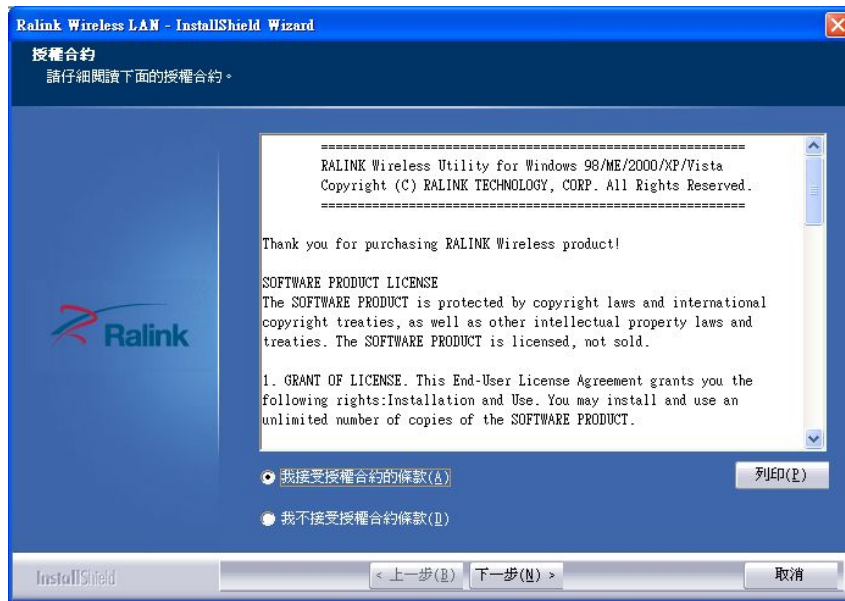 Ralink Wireless LAN - InstallShield Wizard
授權合約
請仔細閱讀下面的授權合約。
==========================================================
RALINK Wireless Utility for Windows 98/ME/2000/XP/Vista
Copyright (C) RALINK TECHNOLOGY, CORP. All Rights Reserved.
==========================================================
Thank you for purchasing RALINK Wireless product!
SOFTWARE PRODUCT LICENSE
The SOFTWARE PRODUCT is protected by copyright laws and international
copyright treaties, as well as other intellectual property laws and
treaties. The SOFTWARE PRODUCT is licensed, not sold.
1. GRANT OF LICENSE. This End-User License Agreement grants you the
following rights:Installation and Use. You may install and use an
unlimited number of copies of the SOFTWARE PRODUCT.
Ralink
我接受授權合約的條款(A)
列印(P)
我不接受授權合約條款(D)
InstallShield
< 上一步(B)
下一步(N) >
取消